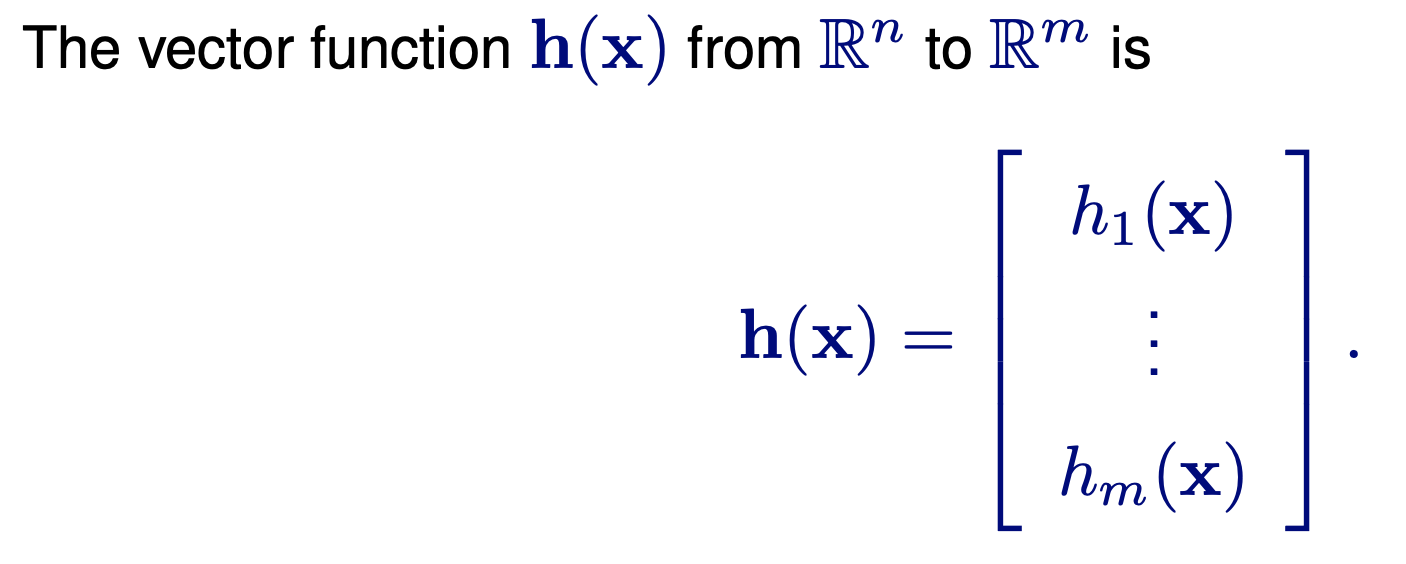 The vector function h(x) from ℝⁿ to ℝᵐ is
h₁(x)
⋮
h(x) = [ ] .
hₘ(x)